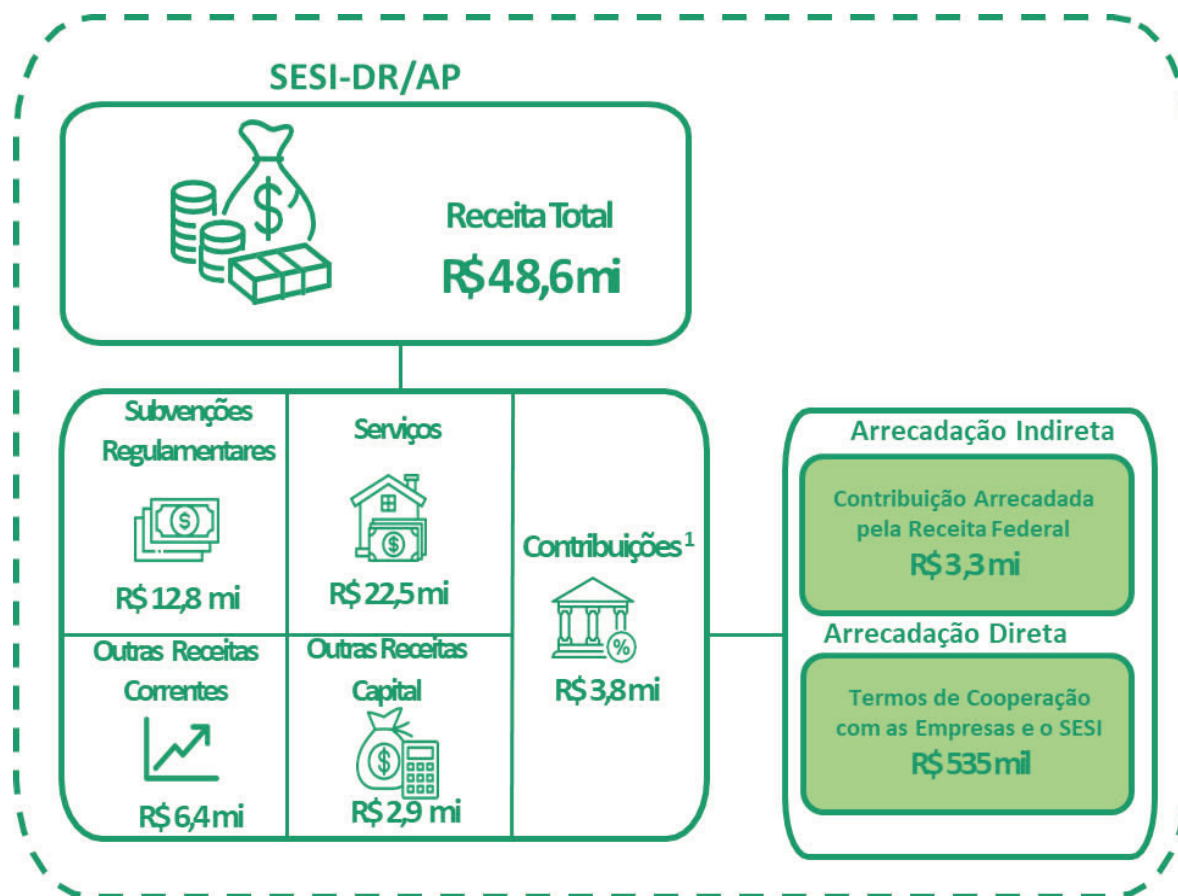 SESI-DR/AP
Receita Total
R$ 48,6 mi
Subvenções
Regulamentares
R$ 12,8 mi
Serviços
R$ 22,5 mi
Contribuições 1
R$ 3,8 mi
Outras Receitas
Correntes
R$ 6,4 mi
Outras Receitas
Capital
R$ 2,9 mi
Arrecadação Indireta
Contribuição Arrecadada
pela Receita Federal
R$ 3,3 mi
Arrecadação Direta
Termos de Cooperação
com as Empresas e o SESI
R$ 535 mil